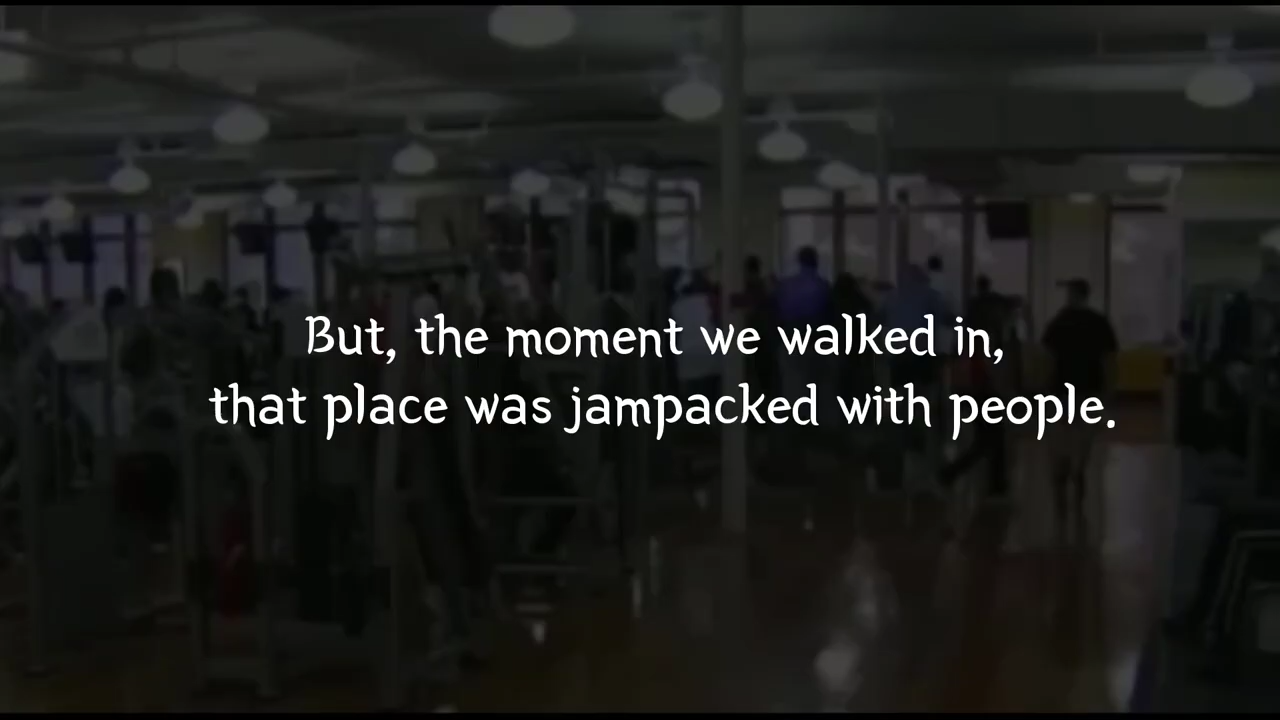 But, the moment we walked in,
that place was jampacked with people.